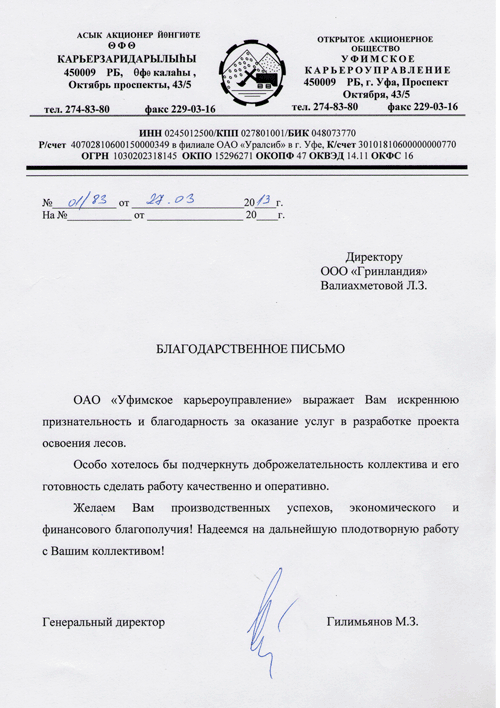 АСЫК АКЦИОНЕР ЙӨНГИӨТЕ
Θ Ф Θ
КАРЬЕРЗАРИДАРЫЛЫҺЫ
450009 РБ, Өфө калаһы ,
Октябрь проспекты, 43/5
тел. 274-83-80 факс 229-03-16
ОТКРЫТОЕ АКЦИОНЕРНОЕ
ОБЩЕСТВО
УФИМСКОЕ
КАРЬЕРОУПРАВЛЕНИЕ
450009 РБ, г. Уфа, Проспект
Октября, 43/5
тел. 274-83-80 факс 229-03-16
ИНН 0245012500/КПП 027801001/БИК 048073770
Р/счет 40702810600150000349 в филиале ОАО «Уралсиб» в г. Уфе, К/счет 30101810600000000770
ОГРН 1030202318145 ОКПО 15296271 ОКОПФ 47 ОКВЭД 14.11 ОКФС 16
№ 01/83 от 27.03 2013 г.
На № от 20 г.
Директору
ООО «Гринландия»
Валиахметовой Л.З.
БЛАГОДАРСТВЕННОЕ ПИСЬМО
ОАО «Уфимское карьероуправление» выражает Вам искреннюю
признательность и благодарность за оказание услуг в разработке проекта
освоения лесов.
Особо хотелось бы подчеркнуть доброжелательность коллектива и его
готовность сделать работу качественно и оперативно.
Желаем Вам производственных успехов, экономического и
финансового благополучия! Надеемся на дальнейшую плодотворную работу
с Вашим коллективом!
Генеральный директор Гилимьянов М.З.